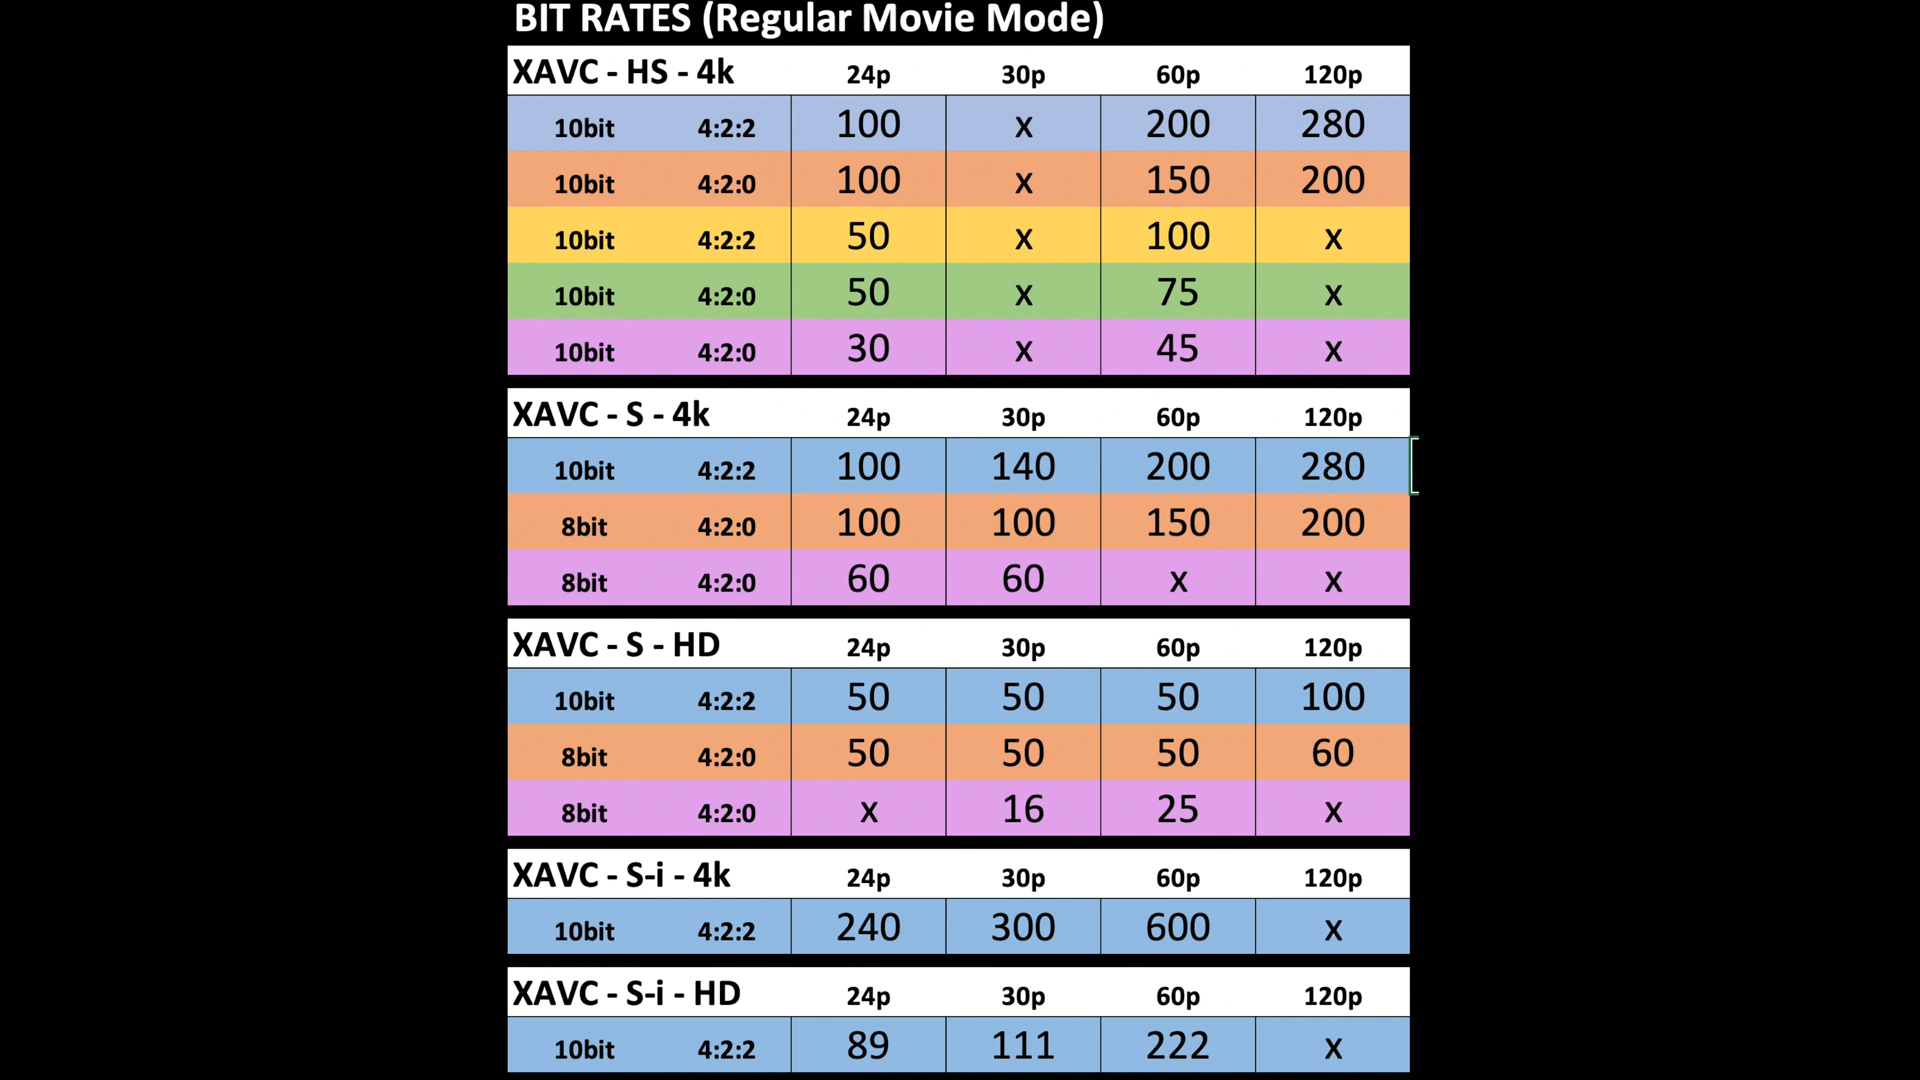 BIT RATES (Regular Movie Mode)
XAVC - HS - 4k 24p 30p 60p 120p
10bit 4:2:2 100 x 200 280
10bit 4:2:0 100 x 150 200
10bit 4:2:2 50 x 100 x
10bit 4:2:0 50 x 75 x
10bit 4:2:0 30 x 45 x
XAVC - S - 4k 24p 30p 60p 120p
10bit 4:2:2 100 140 200 280
8bit 4:2:0 100 100 150 200
8bit 4:2:0 60 60 x x
XAVC - S - HD 24p 30p 60p 120p
10bit 4:2:2 50 50 50 100
8bit 4:2:0 50 50 50 60
8bit 4:2:0 x 16 25 x
XAVC - S-i - 4k 24p 30p 60p 120p
10bit 4:2:2 240 300 600 x
XAVC - S-i - HD 24p 30p 60p 120p
10bit 4:2:2 89 111 222 x